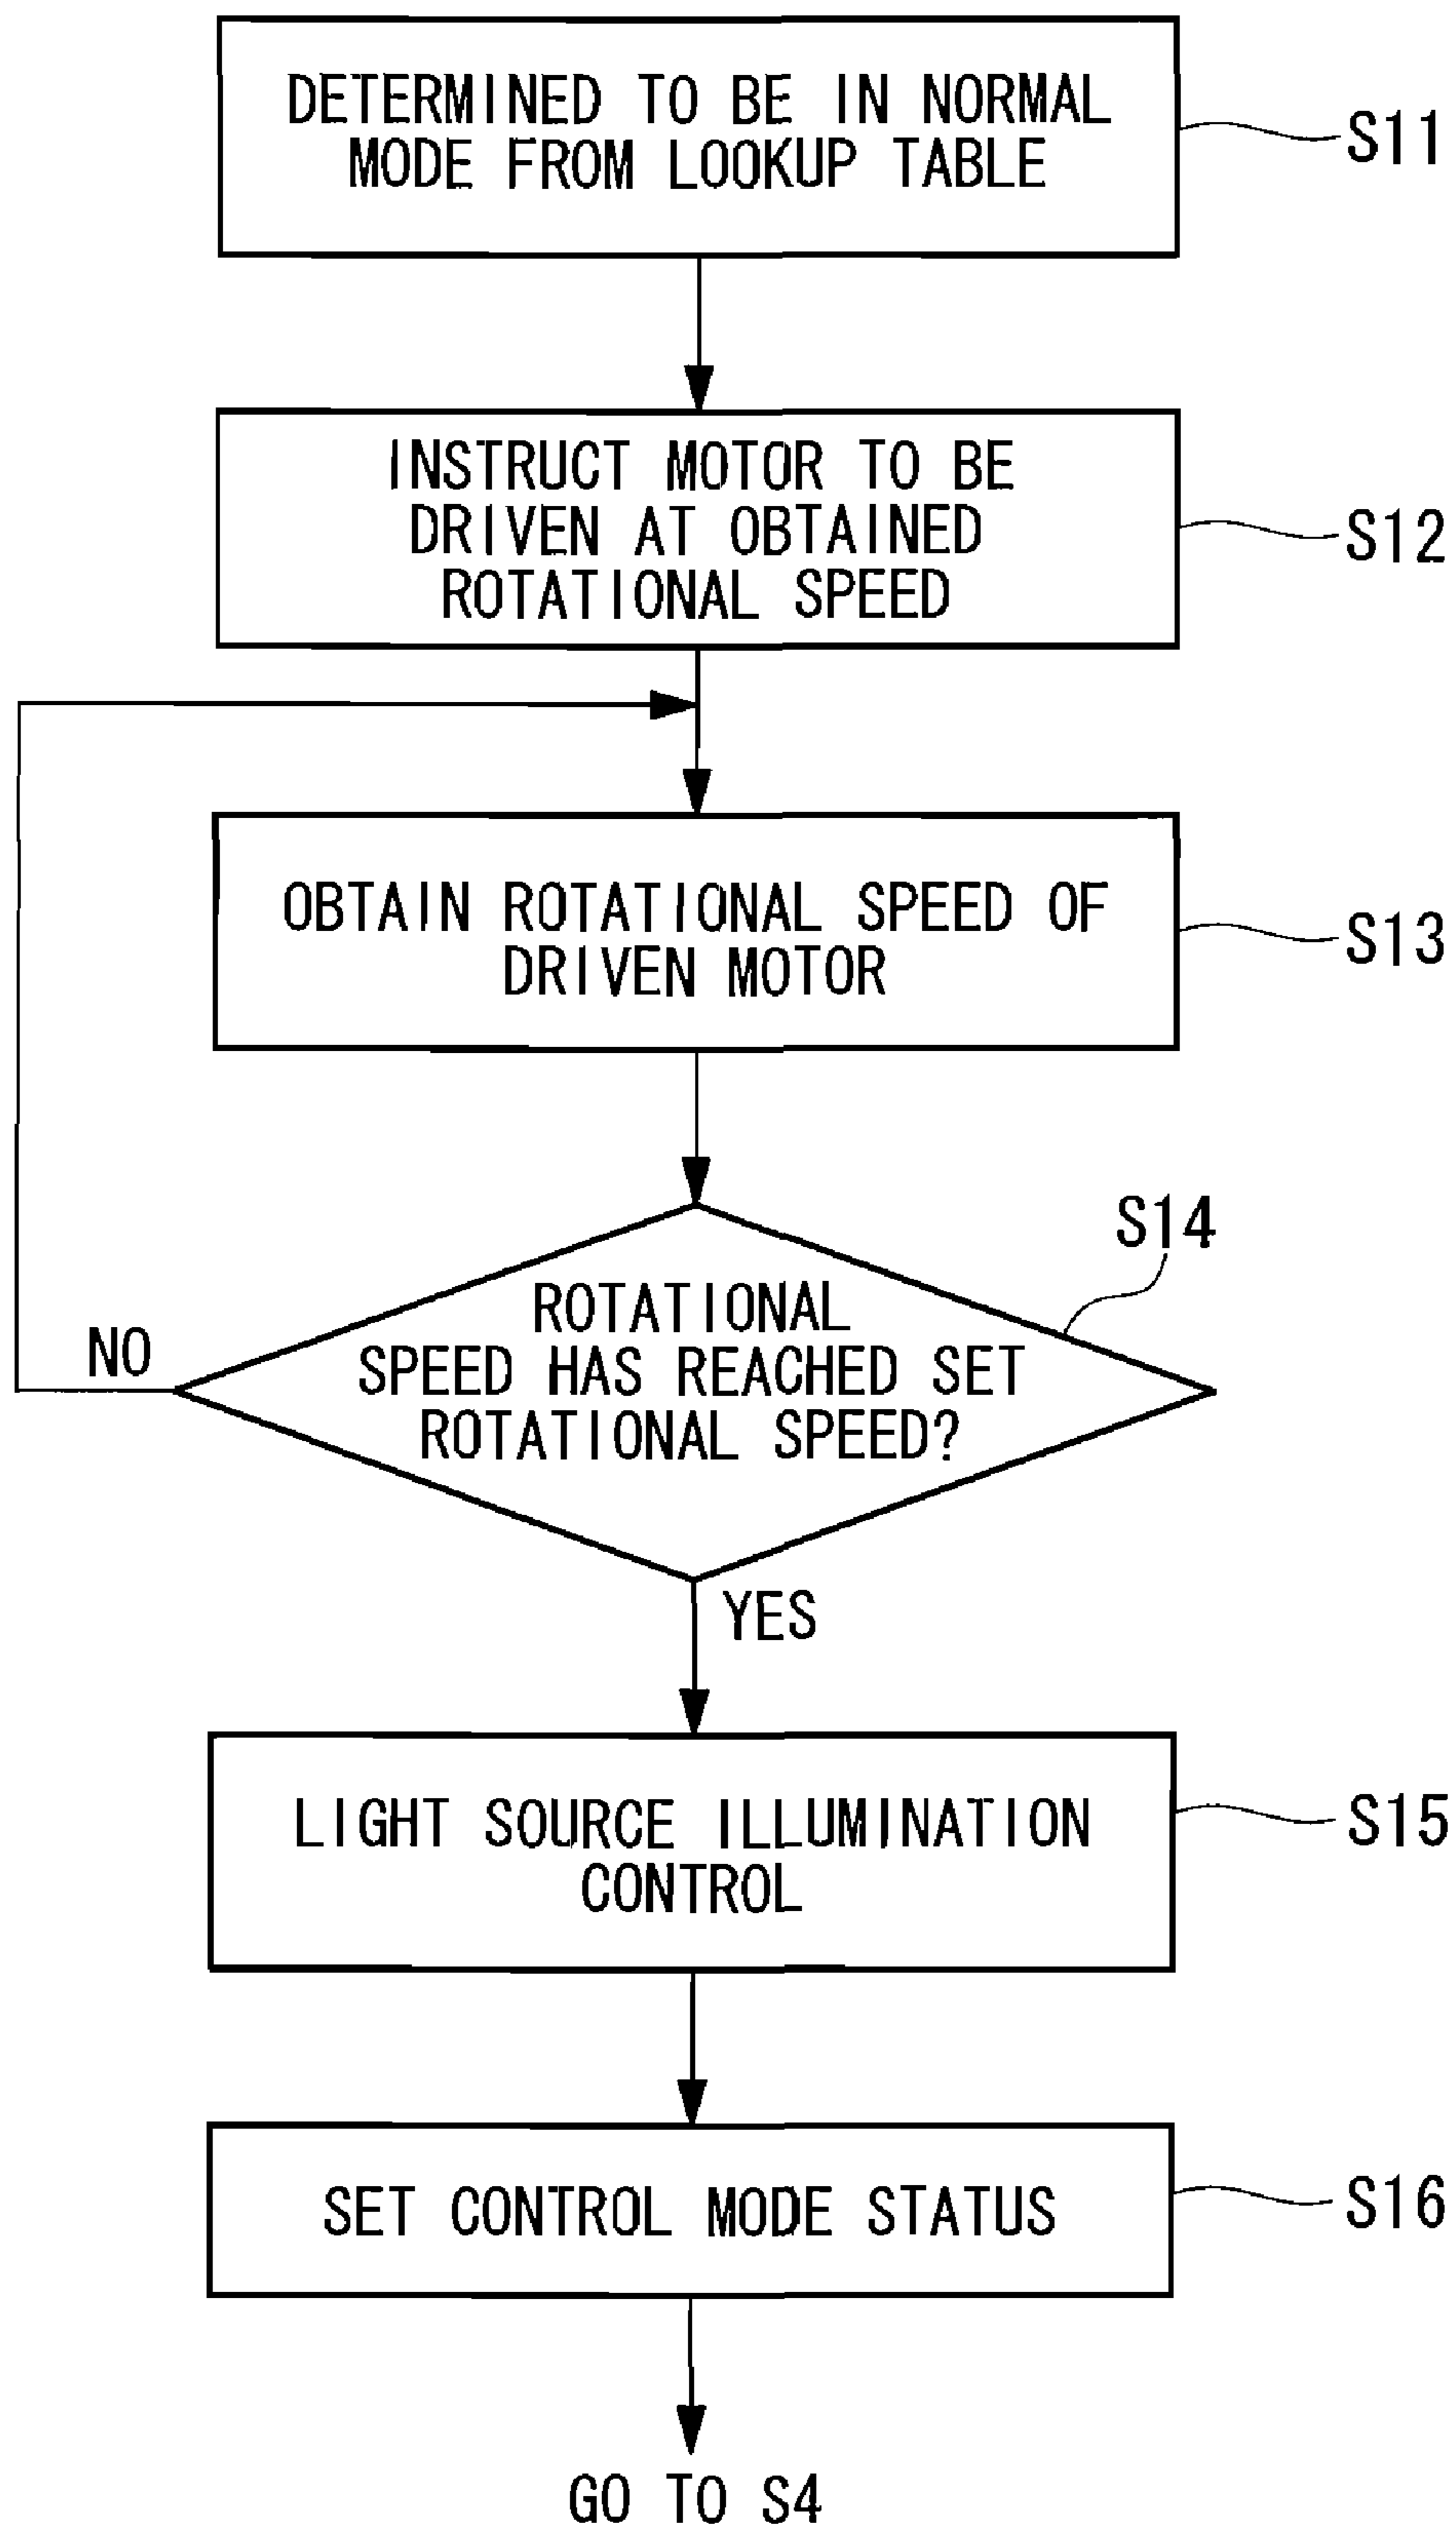 DETERMINED TO BE IN NORMAL
MODE FROM LOOKUP TABLE
S11
INSTRUCT MOTOR TO BE
DRIVEN AT OBTAINED
ROTATIONAL SPEED
S12
OBTAIN ROTATIONAL SPEED OF
DRIVEN MOTOR
S13
S14
ROTATIONAL
SPEED HAS REACHED SET
ROTATIONAL SPEED?
NO
YES
LIGHT SOURCE ILLUMINATION
CONTROL
S15
SET CONTROL MODE STATUS
S16
GO TO S4